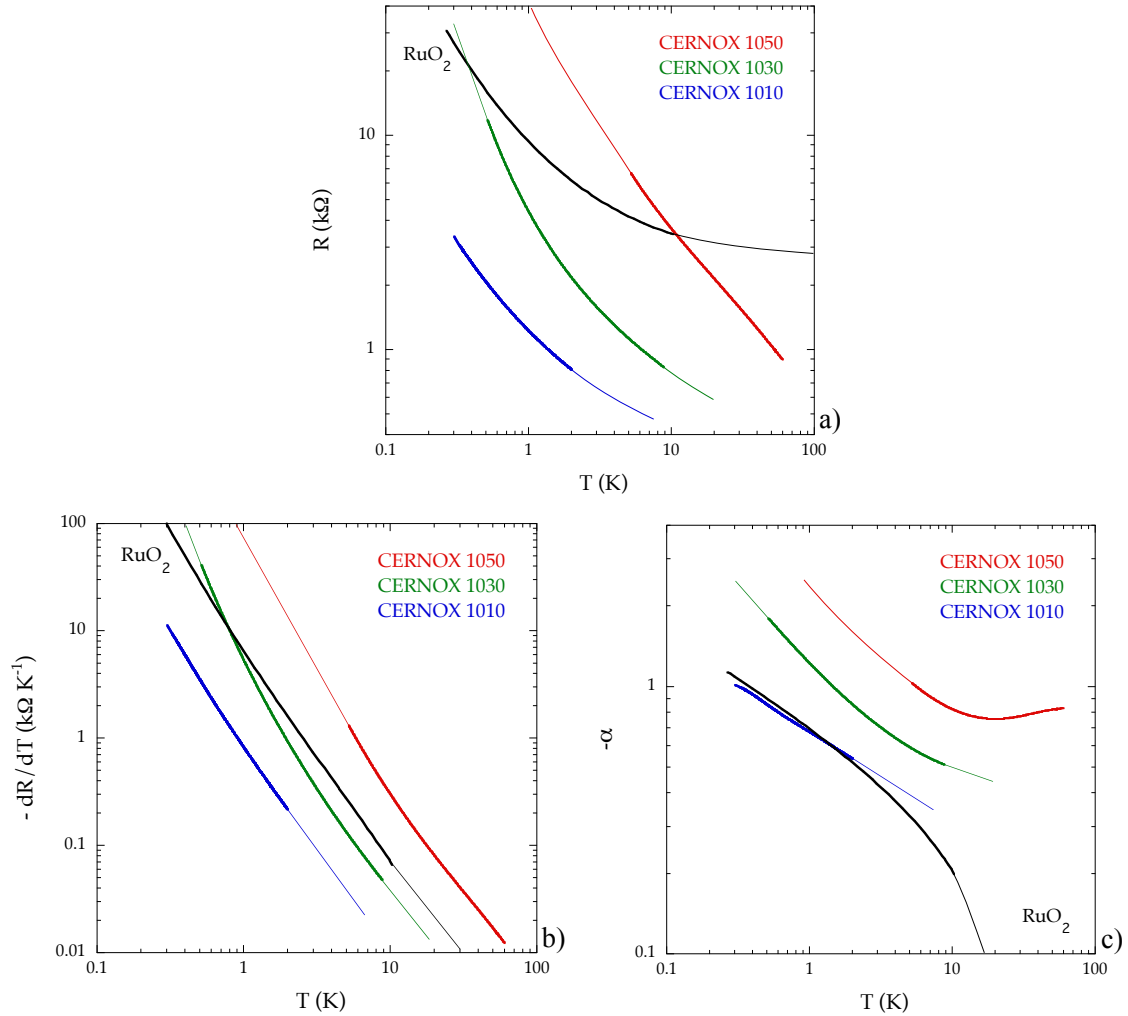 RuO2
CERNOX 1050
CERNOX 1030
CERNOX 1010
R (kΩ)
10
1
0.1 1 10 100
T (K)
a)
RuO2
CERNOX 1050
CERNOX 1030
CERNOX 1010
- dR/dT (kΩ K-1)
100
10
1
0.1
0.01
0.1 1 10 100
T (K)
b)
CERNOX 1050
CERNOX 1030
CERNOX 1010
-α
1
0.1
RuO2
0.1 1 10 100
T (K)
c)